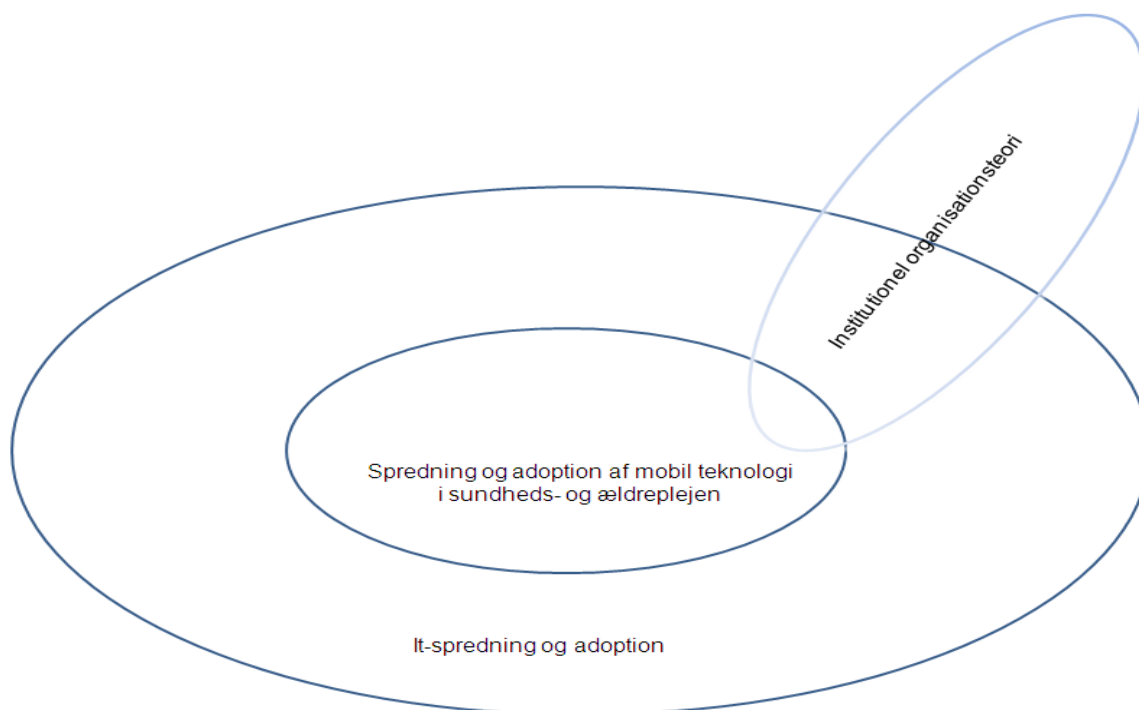 Institutionel organisationsteori
Spredning og adoption af mobil teknologi
i sundheds- og ældreplejen
It-spredning og adoption